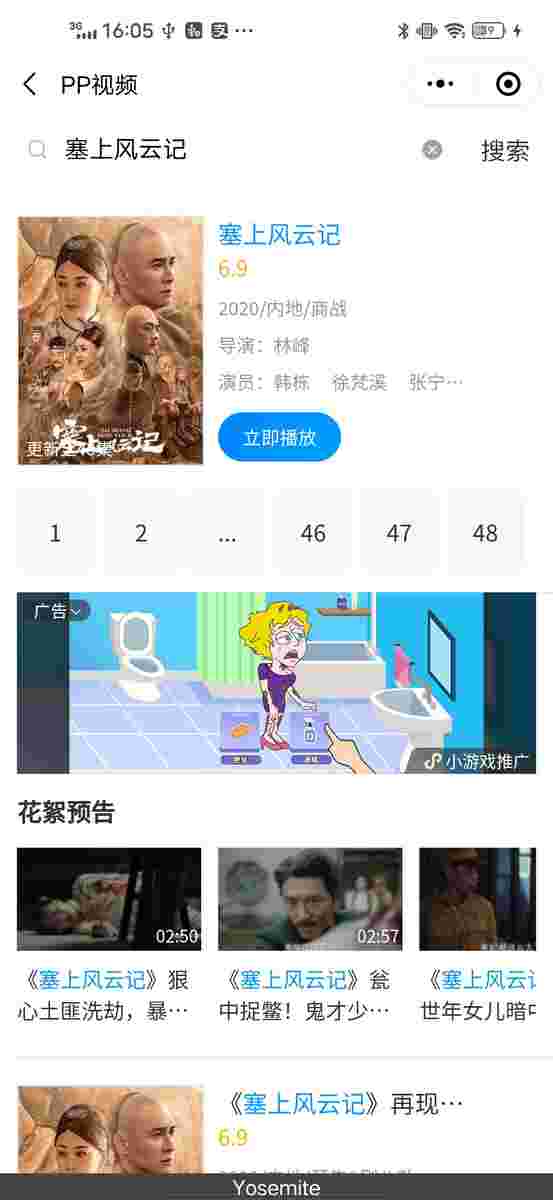 3G 16:05
PP视频
塞上风云记
搜索
塞上风云记
6.9
2020/内地/商战
导演：林峰
演员：韩栋 徐梵溪 张宁…
塞上风云记
立即播放
1 2 ... 46 47 48
广告
小游戏推广
花絮预告
02:50
02:57
《塞上风云记》狠
心土匪洗劫，暴…
《塞上风云记》瓮
中捉鳖！鬼才少…
《塞上风云
世年女儿暗
《塞上风云记》再现…
6.9
Yosemite